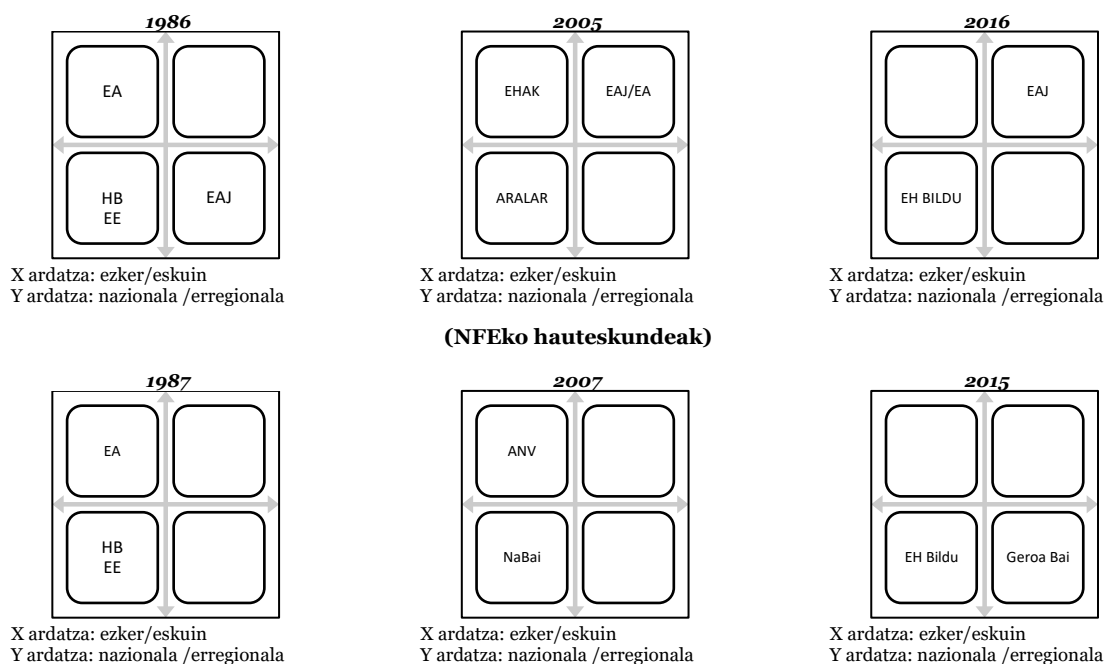 1986
2005
2016
EA
EHAK
EAJ/EA
EAJ
HB
EE
EAJ
ARALAR
EH BILDU
X ardatza: ezker/eskuin
Y ardatza: nazionala /erregionala
X ardatza: ezker/eskuin
Y ardatza: nazionala /erregionala
X ardatza: ezker/eskuin
Y ardatza: nazionala /erregionala
(NFEko hauteskundeak)
1987
2007
2015
EA
ANV
HB
EE
NaBai
EH Bildu
Geroa Bai
X ardatza: ezker/eskuin
Y ardatza: nazionala /erregionala
X ardatza: ezker/eskuin
Y ardatza: nazionala /erregionala
X ardatza: ezker/eskuin
Y ardatza: nazionala /erregionala